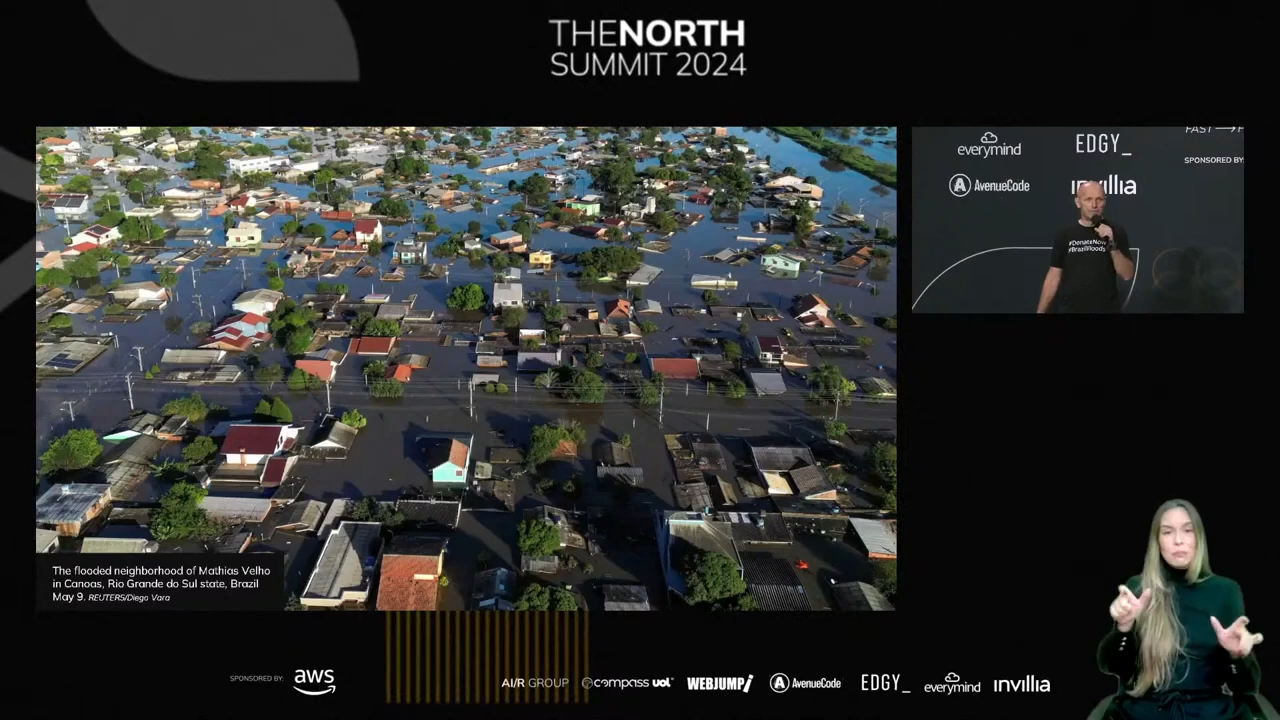 THENORTH
SUMMIT 2024
everymind
EDGY_
FAST
SPONSORED BY
AvenueCode
invillia
#DonateNow
#BrazilFloods
The flooded neighborhood of Mathias Velho
in Canoas, Rio Grande do Sul state, Brazil
May 9. REUTERS/Diego Vara
SPONSORED BY:
aws
AI/R GROUP
compass uol
WEBJUMP
AvenueCode
EDGY_
everymind
invillia